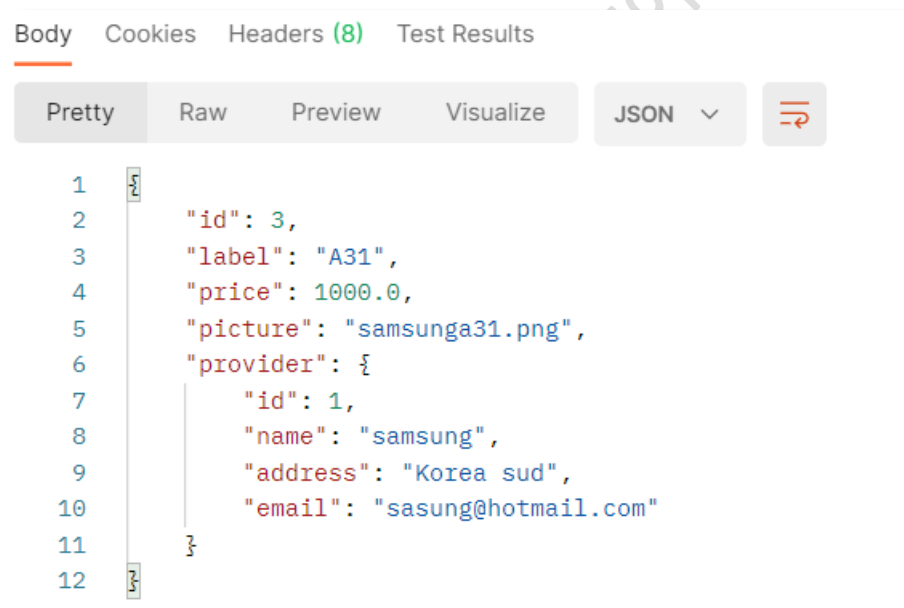 Body Cookies Headers (8) Test Results
Pretty Raw Preview Visualize JSON
1 {
2 "id": 3,
3 "label": "A31",
4 "price": 1000.0,
5 "picture": "samsunga31.png",
6 "provider": {
7 "id": 1,
8 "name": "samsung",
9 "address": "Korea sud",
10 "email": "sasung@hotmail.com"
11 }
12 }